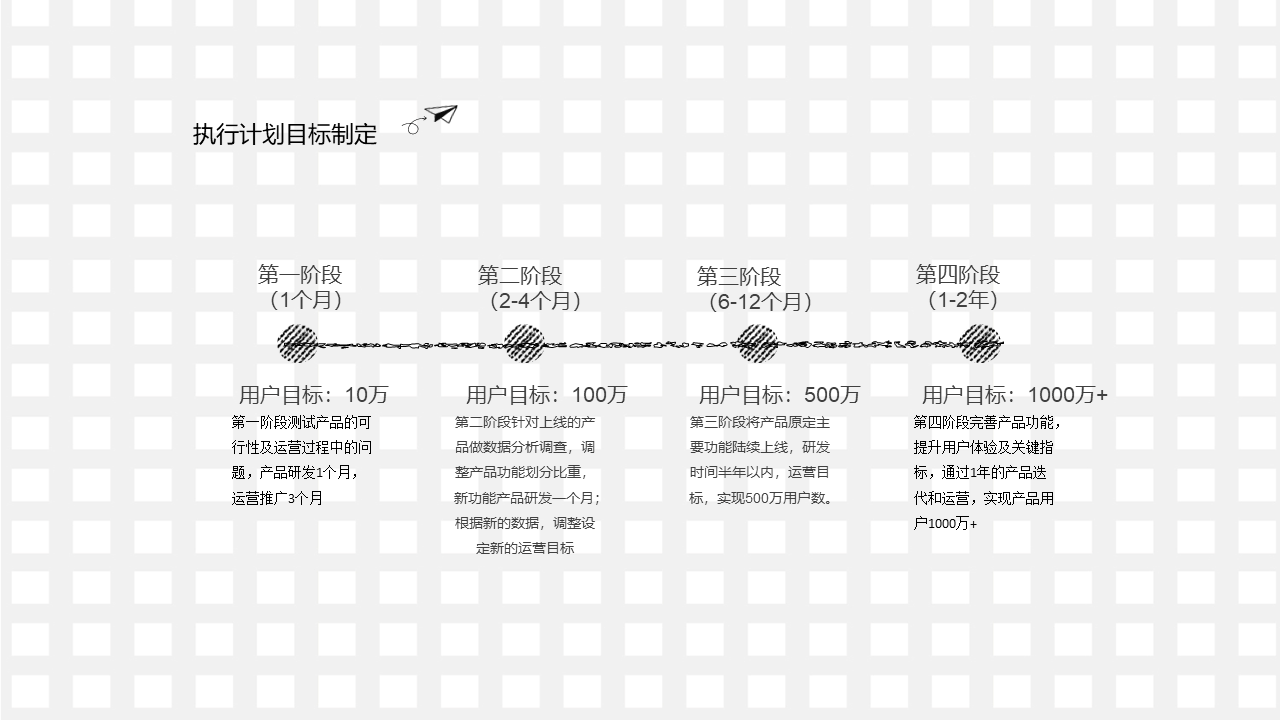 执行计划目标制定
第一阶段
（1个月）
第二阶段
（2-4个月）
第三阶段
（6-12个月）
第四阶段
（1-2年）
用户目标：10万
第一阶段测试产品的可
行性及运营过程中的问
题，产品研发1个月，
运营推广3个月
用户目标：100万
第二阶段针对上线的产
品做数据分析调查，调
整产品功能划分比重，
新功能产品研发一个月；
根据新的数据，调整设
定新的运营目标
用户目标：500万
第三阶段将产品原定主
要功能陆续上线，研发
时间半年以内，运营目
标，实现500万用户数。
用户目标：1000万+
第四阶段完善产品功能，
提升用户体验及关键指
标，通过1年的产品迭
代和运营，实现产品用
户1000万+